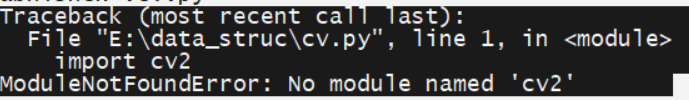 Traceback (most recent call last):
  File "E:\data_struc\cv.py", line 1, in <module>
    import cv2
ModuleNotFoundError: No module named 'cv2'